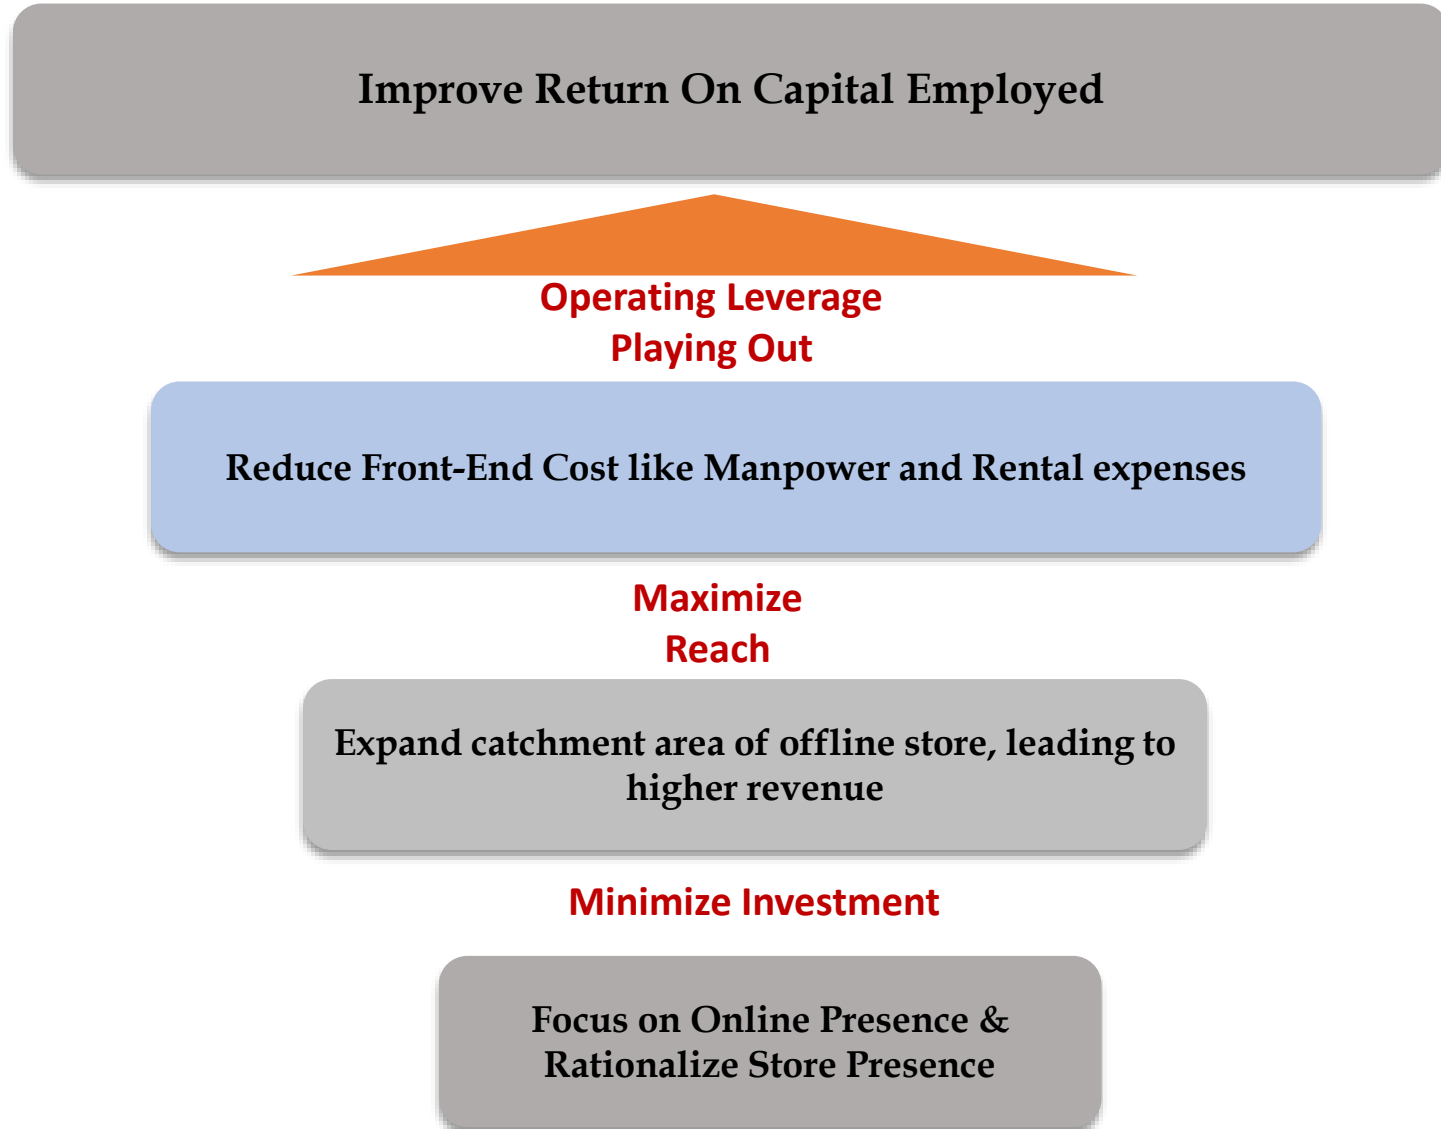 Improve Return On Capital Employed
Operating Leverage
Playing Out
Reduce Front-End Cost like Manpower and Rental expenses
Maximize
Reach
Expand catchment area of offline store, leading to
higher revenue
Minimize Investment
Focus on Online Presence &
Rationalize Store Presence